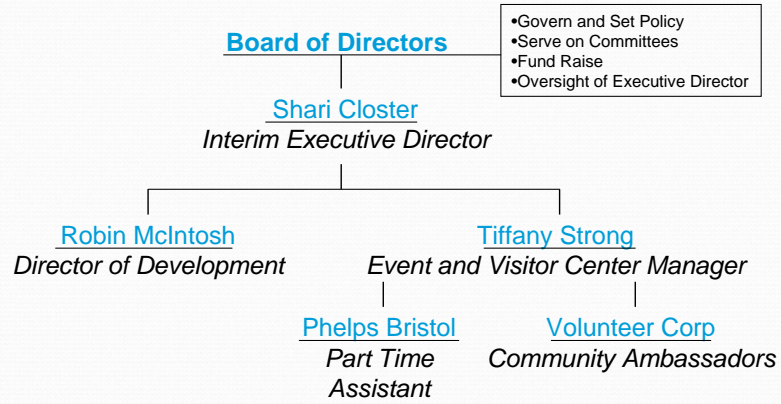 Board of Directors
•Govern and Set Policy
•Serve on Committees
•Fund Raise
•Oversight of Executive Director
Shari Closter
Interim Executive Director
Robin McIntosh
Director of Development
Tiffany Strong
Event and Visitor Center Manager
Phelps Bristol
Part Time
Assistant
Volunteer Corp
Community Ambassadors